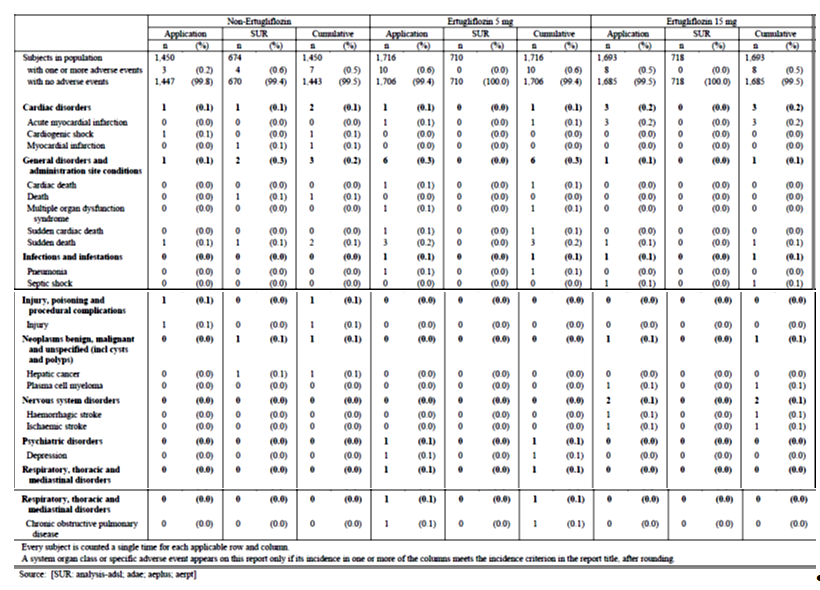 Non-Ertugliflozin Ertugliflozin 5 mg Ertugliflozin 15 mg
Application SUR Cumulative Application SUR Cumulative Application SUR Cumulative
n (%) n (%) n (%) n (%) n (%) n (%) n (%) n (%) n (%)
Subjects in population 1,450 674 1,450 1,716 710 1,716 1,693 718 1,693
with one or more adverse events 3 (0.2) 4 (0.6) 7 (0.5) 10 (0.6) 0 (0.0) 10 (0.6) 8 (0.5) 0 (0.0) 8 (0.5)
with no adverse events 1,447 (99.8) 670 (99.4) 1,443 (99.5) 1,706 (99.4) 710 (100.0) 1,706 (99.4) 1,685 (99.5) 718 (100.0) 1,685 (99.5)
Cardiac disorders 1 (0.1) 1 (0.1) 2 (0.1) 1 (0.1) 0 (0.0) 1 (0.1) 3 (0.2) 0 (0.0) 3 (0.2)
Acute myocardial infarction 0 (0.0) 0 (0.0) 0 (0.0) 1 (0.1) 0 (0.0) 1 (0.1) 3 (0.2) 0 (0.0) 3 (0.2)
Cardiogenic shock 1 (0.1) 0 (0.0) 1 (0.1) 0 (0.0) 0 (0.0) 0 (0.0) 0 (0.0) 0 (0.0) 0 (0.0)
Myocardial infarction 0 (0.0) 1 (0.1) 1 (0.1) 0 (0.0) 0 (0.0) 0 (0.0) 0 (0.0) 0 (0.0) 0 (0.0)
General disorders and 1 (0.1) 2 (0.3) 3 (0.2) 6 (0.3) 0 (0.0) 6 (0.3) 1 (0.1) 0 (0.0) 1 (0.1)
administration site conditions
Cardiac death 0 (0.0) 0 (0.0) 0 (0.0) 1 (0.1) 0 (0.0) 1 (0.1) 0 (0.0) 0 (0.0) 0 (0.0)
Death 0 (0.0) 1 (0.1) 1 (0.1) 0 (0.0) 0 (0.0) 0 (0.0) 0 (0.0) 0 (0.0) 0 (0.0)
Multiple organ dysfunction 0 (0.0) 0 (0.0) 0 (0.0) 1 (0.1) 0 (0.0) 1 (0.1) 0 (0.0) 0 (0.0) 0 (0.0)
syndrome
Sudden cardiac death 0 (0.0) 0 (0.0) 0 (0.0) 1 (0.1) 0 (0.0) 1 (0.1) 0 (0.0) 0 (0.0) 0 (0.0)
Sudden death 1 (0.1) 1 (0.1) 2 (0.1) 3 (0.2) 0 (0.0) 3 (0.2) 1 (0.1) 0 (0.0) 1 (0.1)
Infections and infestations 0 (0.0) 0 (0.0) 0 (0.0) 1 (0.1) 0 (0.0) 1 (0.1) 1 (0.1) 0 (0.0) 1 (0.1)
Pneumonia 0 (0.0) 0 (0.0) 0 (0.0) 1 (0.1) 0 (0.0) 1 (0.1) 0 (0.0) 0 (0.0) 0 (0.0)
Septic shock 0 (0.0) 0 (0.0) 0 (0.0) 0 (0.0) 0 (0.0) 0 (0.0) 1 (0.1) 0 (0.0) 1 (0.1)
Injury, poisoning and 1 (0.1) 0 (0.0) 1 (0.1) 0 (0.0) 0 (0.0) 0 (0.0) 0 (0.0) 0 (0.0) 0 (0.0)
procedural complications
Injury 1 (0.1) 0 (0.0) 1 (0.1) 0 (0.0) 0 (0.0) 0 (0.0) 0 (0.0) 0 (0.0) 0 (0.0)
Neoplasms benign, malignant 0 (0.0) 1 (0.1) 1 (0.1) 0 (0.0) 0 (0.0) 0 (0.0) 1 (0.1) 0 (0.0) 1 (0.1)
and unspecified (incl cysts
and polyps)
Hepatic cancer 0 (0.0) 1 (0.1) 1 (0.1) 0 (0.0) 0 (0.0) 0 (0.0) 0 (0.0) 0 (0.0) 0 (0.0)
Plasma cell myeloma 0 (0.0) 0 (0.0) 0 (0.0) 0 (0.0) 0 (0.0) 0 (0.0) 1 (0.1) 0 (0.0) 1 (0.1)
Nervous system disorders 0 (0.0) 0 (0.0) 0 (0.0) 0 (0.0) 0 (0.0) 0 (0.0) 2 (0.1) 0 (0.0) 2 (0.1)
Haemorrhagic stroke 0 (0.0) 0 (0.0) 0 (0.0) 0 (0.0) 0 (0.0) 0 (0.0) 1 (0.1) 0 (0.0) 1 (0.1)
Ischaemic stroke 0 (0.0) 0 (0.0) 0 (0.0) 0 (0.0) 0 (0.0) 0 (0.0) 1 (0.1) 0 (0.0) 1 (0.1)
Psychiatric disorders 0 (0.0) 0 (0.0) 0 (0.0) 1 (0.1) 0 (0.0) 1 (0.1) 0 (0.0) 0 (0.0) 0 (0.0)
Depression 0 (0.0) 0 (0.0) 0 (0.0) 1 (0.1) 0 (0.0) 1 (0.1) 0 (0.0) 0 (0.0) 0 (0.0)
Respiratory, thoracic and 0 (0.0) 0 (0.0) 0 (0.0) 1 (0.1) 0 (0.0) 1 (0.1) 0 (0.0) 0 (0.0) 0 (0.0)
mediastinal disorders
Respiratory, thoracic and 0 (0.0) 0 (0.0) 0 (0.0) 1 (0.1) 0 (0.0) 1 (0.1) 0 (0.0) 0 (0.0) 0 (0.0)
mediastinal disorders
Chronic obstructive pulmonary 0 (0.0) 0 (0.0) 0 (0.0) 1 (0.1) 0 (0.0) 1 (0.1) 0 (0.0) 0 (0.0) 0 (0.0)
disease
Every subject is counted a single time for each applicable row and column.
A system organ class or specific adverse event appears on this report only if its incidence in one or more of the columns meets the incidence criterion in the report title, after rounding.
Source: [SUR: analysis-adsl; adae; aeplus; aerpt]